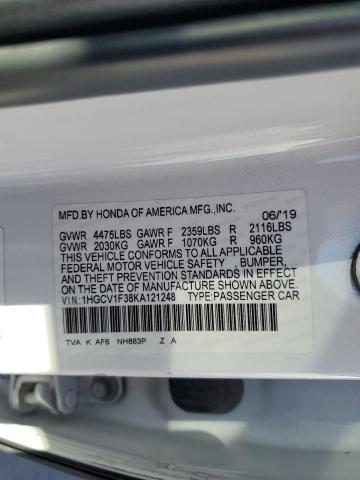 MFD.BY HONDA OF AMERICA MFG.,INC. 06/19
GVWR 4475LBS GAWR F 2359LBS R 2116LBS
GVWR 2030KG GAWR F 1070KG R 960KG
THIS VEHICLE CONFORMS TO ALL APPLICABLE
FEDERAL MOTOR VEHICLE SAFETY, BUMPER,
AND THEFT PREVENTION STANDARDS IN EFFECT
ON THE DATE OF MANUFACTURE SHOWN ABOVE.
VIN:1HGCV1F38KA121248 TYPE:PASSENGER CAR
TVA K AF6 NH883P Z .A